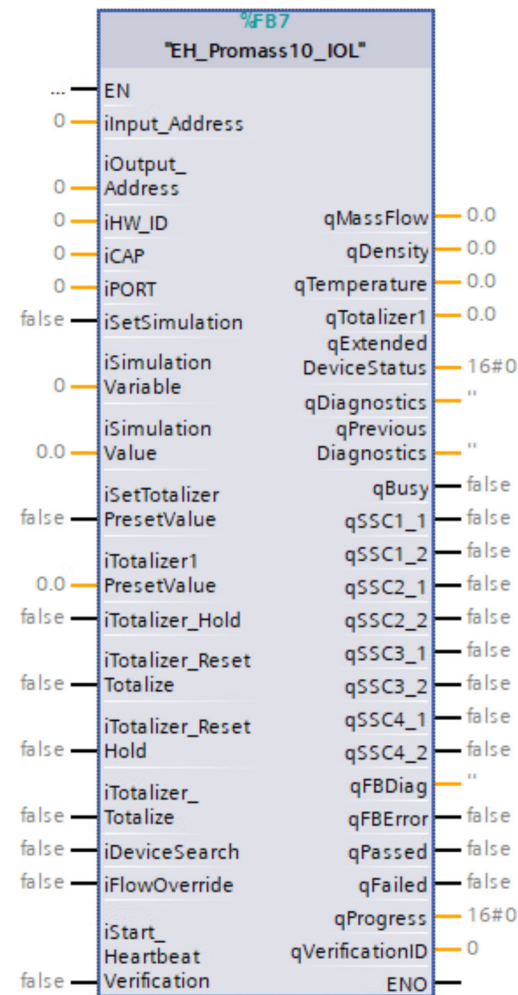 %FB7
"EH_Promass10_IOL"
... EN
0 iInput_Address
iOutput_
0 Address
0 iHW_ID
0 iCAP
0 iPORT
false iSetSimulation
iSimulation
0 Variable
iSimulation
0.0 Value
iSetTotalizer
false PresetValue
iTotalizer1
0.0 PresetValue
false iTotalizer_Hold
iTotalizer_Reset
false Totalize
iTotalizer_Reset
false Hold
iTotalizer_
false Totalize
false iDeviceSearch
false iFlowOverride
iStart_
Heartbeat
false Verification
qMassFlow 0.0
qDensity 0.0
qTemperature 0.0
qTotalizer1 0.0
qExtended
DeviceStatus 16#0
qDiagnostics ''
qPrevious
Diagnostics ''
qBusy false
qSSC1_1 false
qSSC1_2 false
qSSC2_1 false
qSSC2_2 false
qSSC3_1 false
qSSC3_2 false
qSSC4_1 false
qSSC4_2 false
qFBDiag ''
qFBError false
qPassed false
qFailed false
qProgress 16#0
qVerificationID 0
ENO